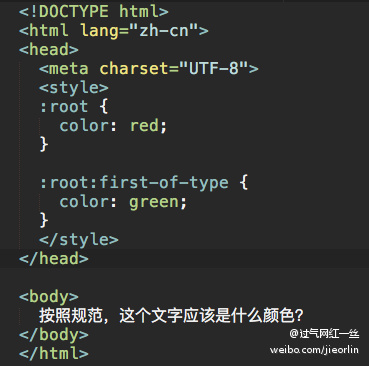 <!DOCTYPE html>
<html lang="zh-cn">
<head>
  <meta charset="UTF-8">
  <style>
  :root {
    color: red;
  }

  :root:first-of-type {
    color: green;
  }
  </style>
</head>

<body>
  按照规范，这个文字应该是什么颜色？
</body>
</html>
@过气网红一丝
weibo.com/jieorlin